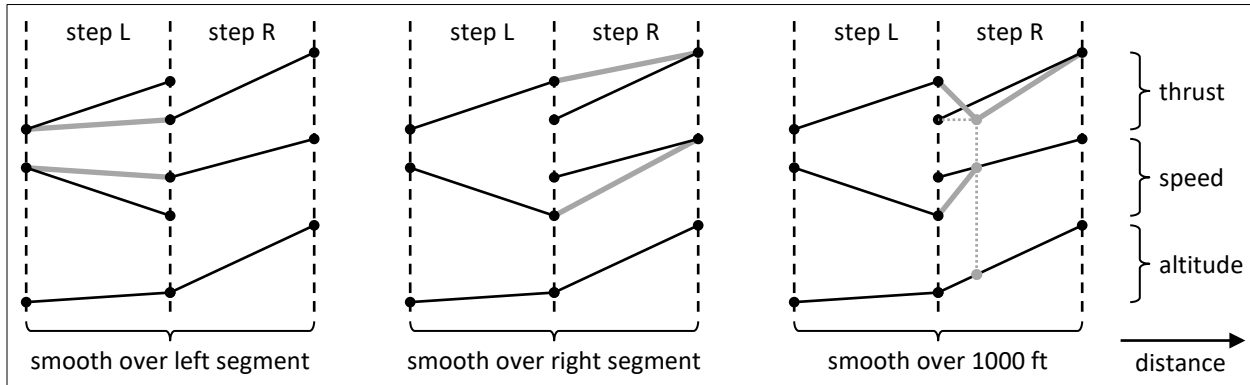 step L step R step L step R step L step R
thrust
speed
altitude
smooth over left segment smooth over right segment smooth over 1000 ft distance